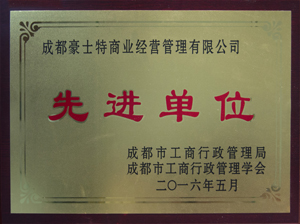 成都豪士特商业经营管理有限公司
先进单位
成都市工商行政管理局
成都市工商行政管理学会
二〇一六年五月